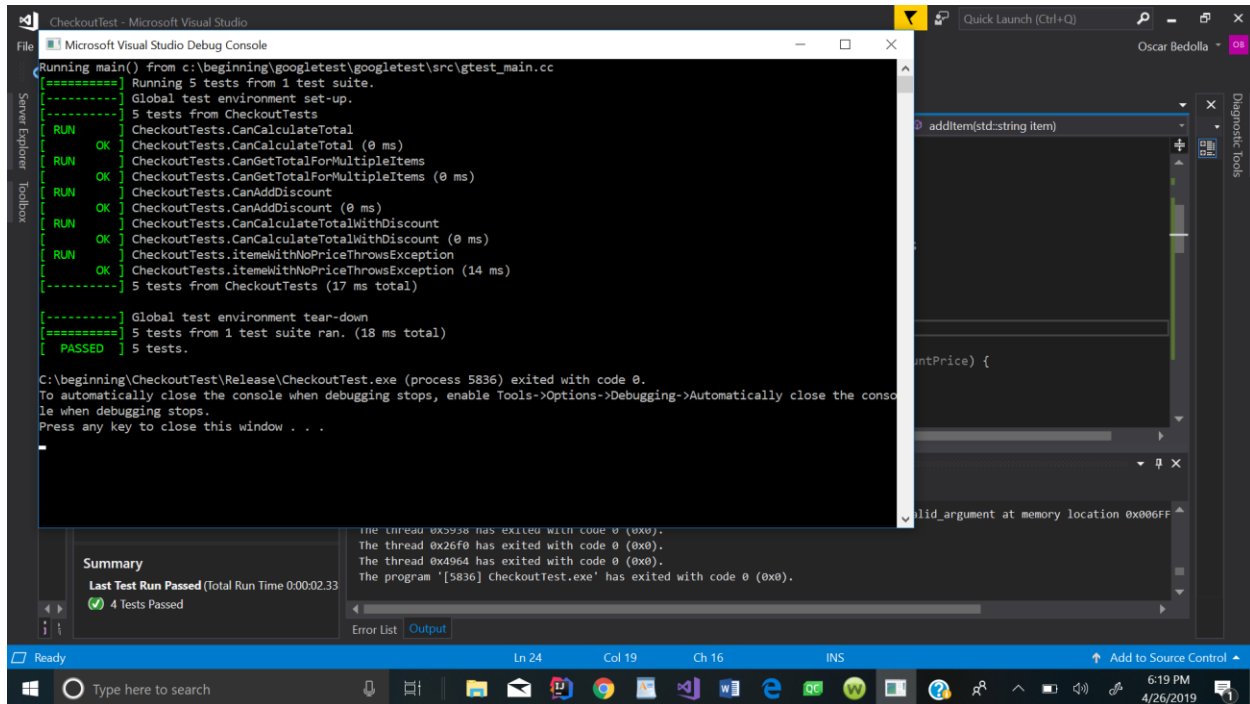 CheckoutTest - Microsoft Visual Studio
Quick Launch (Ctrl+Q)
File
Microsoft Visual Studio Debug Console
Oscar Bedolla
OB
Running main() from c:\beginning\googletest\googletest\src\gtest_main.cc
[==========] Running 5 tests from 1 test suite.
[----------] Global test environment set-up.
[----------] 5 tests from CheckoutTests
[ RUN      ] CheckoutTests.CanCalculateTotal
[       OK ] CheckoutTests.CanCalculateTotal (0 ms)
[ RUN      ] CheckoutTests.CanGetTotalForMultipleItems
[       OK ] CheckoutTests.CanGetTotalForMultipleItems (0 ms)
[ RUN      ] CheckoutTests.CanAddDiscount
[       OK ] CheckoutTests.CanAddDiscount (0 ms)
[ RUN      ] CheckoutTests.CanCalculateTotalWithDiscount
[       OK ] CheckoutTests.CanCalculateTotalWithDiscount (0 ms)
[ RUN      ] CheckoutTests.itemeWithNoPriceThrowsException
[       OK ] CheckoutTests.itemeWithNoPriceThrowsException (14 ms)
[----------] 5 tests from CheckoutTests (17 ms total)
[----------] Global test environment tear-down
[==========] 5 tests from 1 test suite ran. (18 ms total)
[  PASSED  ] 5 tests.
C:\beginning\CheckoutTest\Release\CheckoutTest.exe (process 5836) exited with code 0.
To automatically close the console when debugging stops, enable Tools->Options->Debugging->Automatically close the conso
le when debugging stops.
Press any key to close this window . . .
Server Explorer
Toolbox
addItem(std::string item)
Diagnostic Tools
;
untPrice) {
alid_argument at memory location 0x006FF
The thread 0x5938 has exited with code 0 (0x0).
The thread 0x26f0 has exited with code 0 (0x0).
The thread 0x4964 has exited with code 0 (0x0).
The program '[5836] CheckoutTest.exe' has exited with code 0 (0x0).
Summary
Last Test Run Passed (Total Run Time 0:00:02.33
4 Tests Passed
Error List Output
Ready
Ln 24 Col 19 Ch 16 INS
Add to Source Control
Type here to search
6:19 PM
4/26/2019